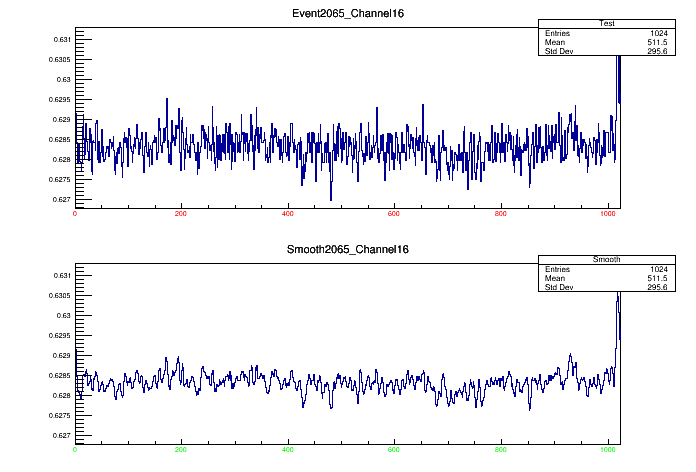 Event2065_Channel16
Test
Entries 1024
Mean 511.5
Std Dev 295.6
0.631
0.6305
0.63
0.6295
0.629
0.6285
0.628
0.6275
0.627
0 200 400 600 800 1000
Smooth2065_Channel16
Smooth
Entries 1024
Mean 511.5
Std Dev 295.6
0.631
0.6305
0.63
0.6295
0.629
0.6285
0.628
0.6275
0.627
0 200 400 600 800 1000